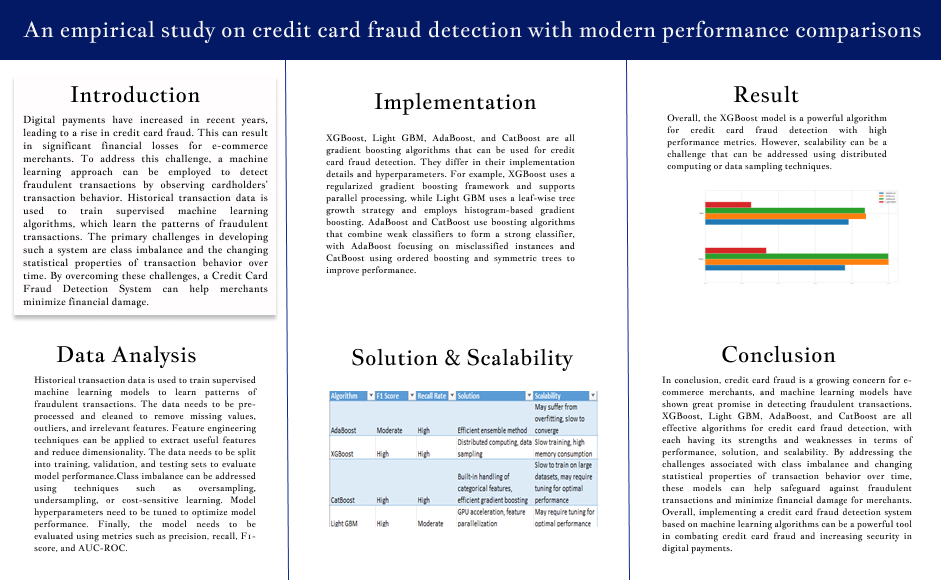 An empirical study on credit card fraud detection with modern performance comparisons
Introduction
Digital payments have increased in recent years,
leading to a rise in credit card fraud. This can result
in significant financial losses for e-commerce
merchants. To address this challenge, a machine
learning approach can be employed to detect
fraudulent transactions by observing cardholders'
transaction behavior. Historical transaction data is
used to train supervised machine learning
algorithms, which learn the patterns of fraudulent
transactions. The primary challenges in developing
such a system are class imbalance and the changing
statistical properties of transaction behavior over
time. By overcoming these challenges, a Credit Card
Fraud Detection System can help merchants
minimize financial damage.
Data Analysis
Historical transaction data is used to train supervised
machine learning models to learn patterns of
fraudulent transactions. The data needs to be pre-
processed and cleaned to remove missing values,
outliers, and irrelevant features. Feature engineering
techniques can be applied to extract useful features
and reduce dimensionality. The data needs to be split
into training, validation, and testing sets to evaluate
model performance.Class imbalance can be addressed
using techniques such as oversampling,
undersampling, or cost-sensitive learning. Model
hyperparameters need to be tuned to optimize model
performance. Finally, the model needs to be
evaluated using metrics such as precision, recall, F1-
score, and AUC-ROC.
Implementation
XGBoost, Light GBM, AdaBoost, and CatBoost are all
gradient boosting algorithms that can be used for credit
card fraud detection. They differ in their implementation
details and hyperparameters. For example, XGBoost uses a
regularized gradient boosting framework and supports
parallel processing, while Light GBM uses a leaf-wise tree
growth strategy and employs histogram-based gradient
boosting. AdaBoost and CatBoost use boosting algorithms
that combine weak classifiers to form a strong classifier,
with AdaBoost focusing on misclassified instances and
CatBoost using ordered boosting and symmetric trees to
improve performance.
Solution & Scalability
Algorithm F1 Score Recall Rate Solution Scalability
May suffer from
overfitting, slow to
AdaBoost Moderate High Efficient ensemble method converge
Distributed computing, data Slow training, high
XGBoost High High sampling memory consumption
Slow to train on large
Built-in handling of datasets, may require
categorical features, tuning for optimal
CatBoost High High efficient gradient boosting performance
GPU acceleration, feature May require tuning for
Light GBM High Moderate parallelization optimal performance
Result
Overall, the XGBoost model is a powerful algorithm
for credit card fraud detection with high
performance metrics. However, scalability can be a
challenge that can be addressed using distributed
computing or data sampling techniques.
Conclusion
In conclusion, credit card fraud is a growing concern for e-
commerce merchants, and machine learning models have
shown great promise in detecting fraudulent transactions.
XGBoost, Light GBM, AdaBoost, and CatBoost are all
effective algorithms for credit card fraud detection, with
each having its strengths and weaknesses in terms of
performance, solution, and scalability. By addressing the
challenges associated with class imbalance and changing
statistical properties of transaction behavior over time,
these models can help safeguard against fraudulent
transactions and minimize financial damage for merchants.
Overall, implementing a credit card fraud detection system
based on machine learning algorithms can be a powerful tool
in combating credit card fraud and increasing security in
digital payments.